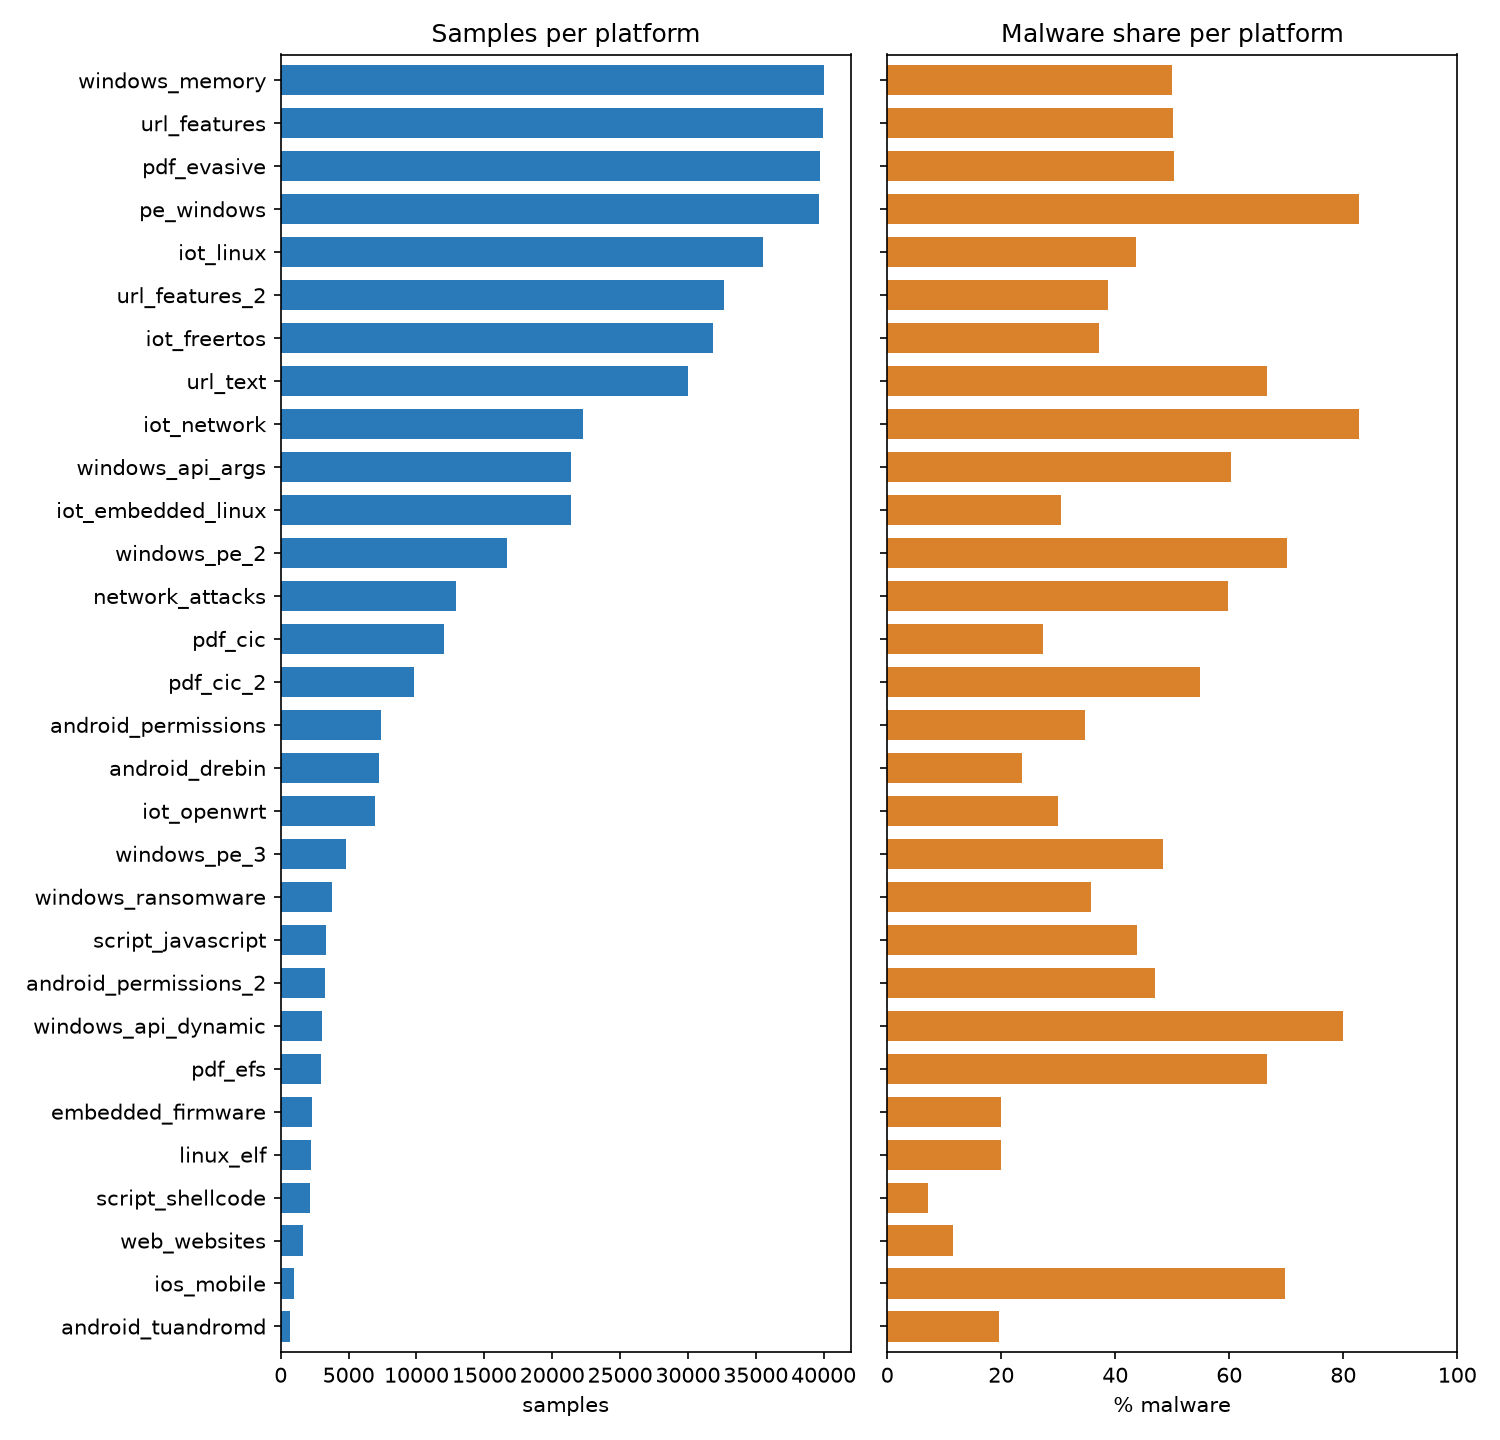 Samples per platform
Malware share per platform
windows_memory
url_features
pdf_evasive
pe_windows
iot_linux
url_features_2
iot_freertos
url_text
iot_network
windows_api_args
iot_embedded_linux
windows_pe_2
network_attacks
pdf_cic
pdf_cic_2
android_permissions
android_drebin
iot_openwrt
windows_pe_3
windows_ransomware
script_javascript
android_permissions_2
windows_api_dynamic
pdf_efs
embedded_firmware
linux_elf
script_shellcode
web_websites
ios_mobile
android_tuandromd
0 5000 10000 15000 20000 25000 30000 35000 40000
0 20 40 60 80 100
samples
% malware